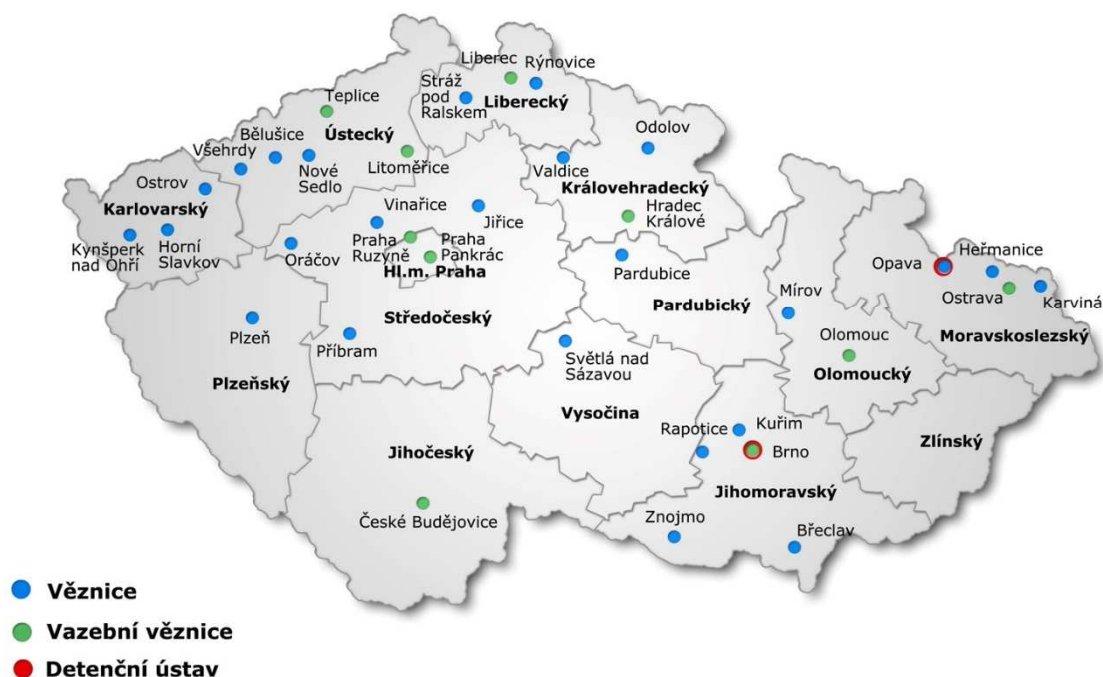 Liberec
Rýnovice
Stráž
pod
Ralskem
Liberecký
Teplice
Ústecký
Bělušice
Všehrdy
Nové
Sedlo
Litoměřice
Odolov
Valdice
Královehradecký
Hradec
Králové
Ostrov
Karlovarský
Kynšperk
nad Ohří
Horní
Slavkov
Vinařice
Jiřice
Oráčov
Praha
Ruzyně
Praha
Pankrác
Hl.m. Praha
Středočeský
Příbram
Pardubice
Pardubický
Opava
Heřmanice
Ostrava
Karviná
Moravskoslezský
Mírov
Olomouc
Olomoucký
Plzeň
Plzeňský
Světlá nad
Sázavou
Vysočina
Rapotice
Kuřim
Brno
Zlínský
Jihočeský
Jihomoravský
České Budějovice
Znojmo
Břeclav
Věznice
Vazební věznice
Detenční ústav